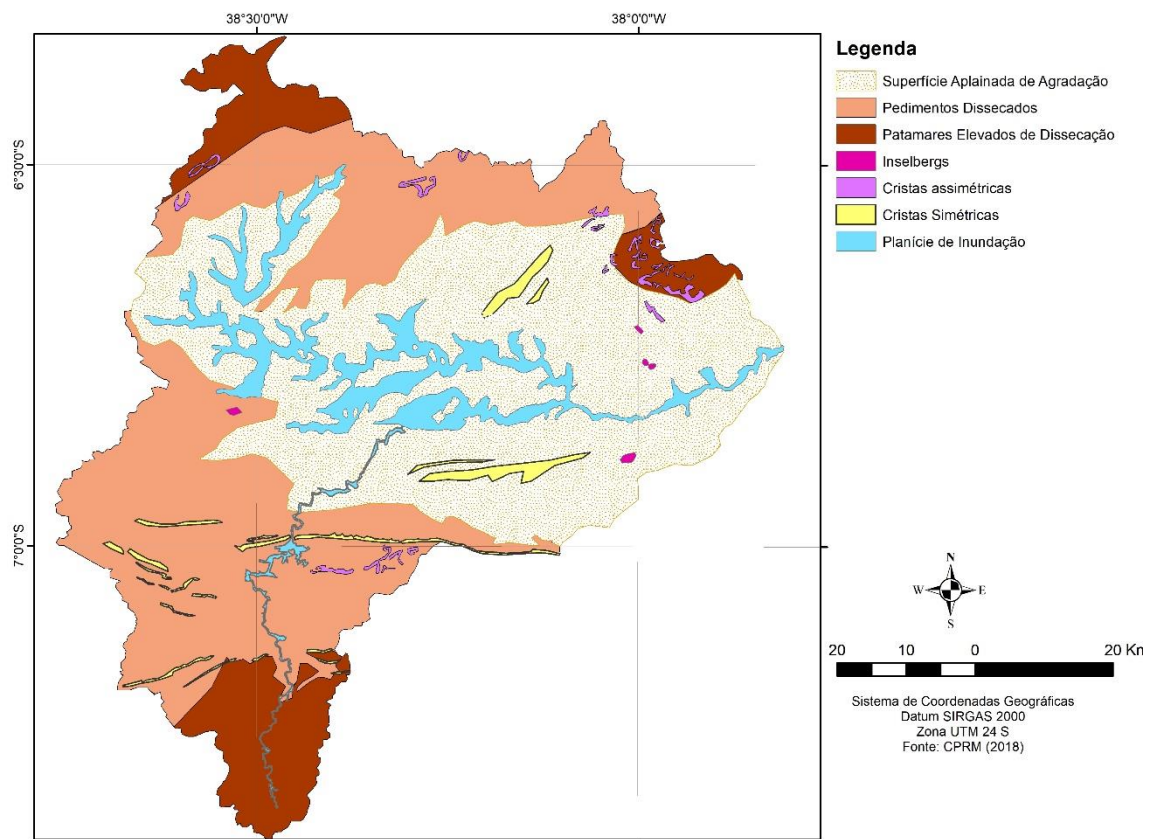 38°30'0"W
38°0'0"W
6°30'0"S
7°0'0"S
Legenda
Superfície Aplainada de Agradação
Pedimentos Dissecados
Patamares Elevados de Dissecação
Inselbergs
Cristas assimétricas
Cristas Simétricas
Planície de Inundação
N
W
E
S
20 10 0 20 Kn
Sistema de Coordenadas Geográficas
Datum SIRGAS 2000
Zona UTM 24 S
Fonte: CPRM (2018)